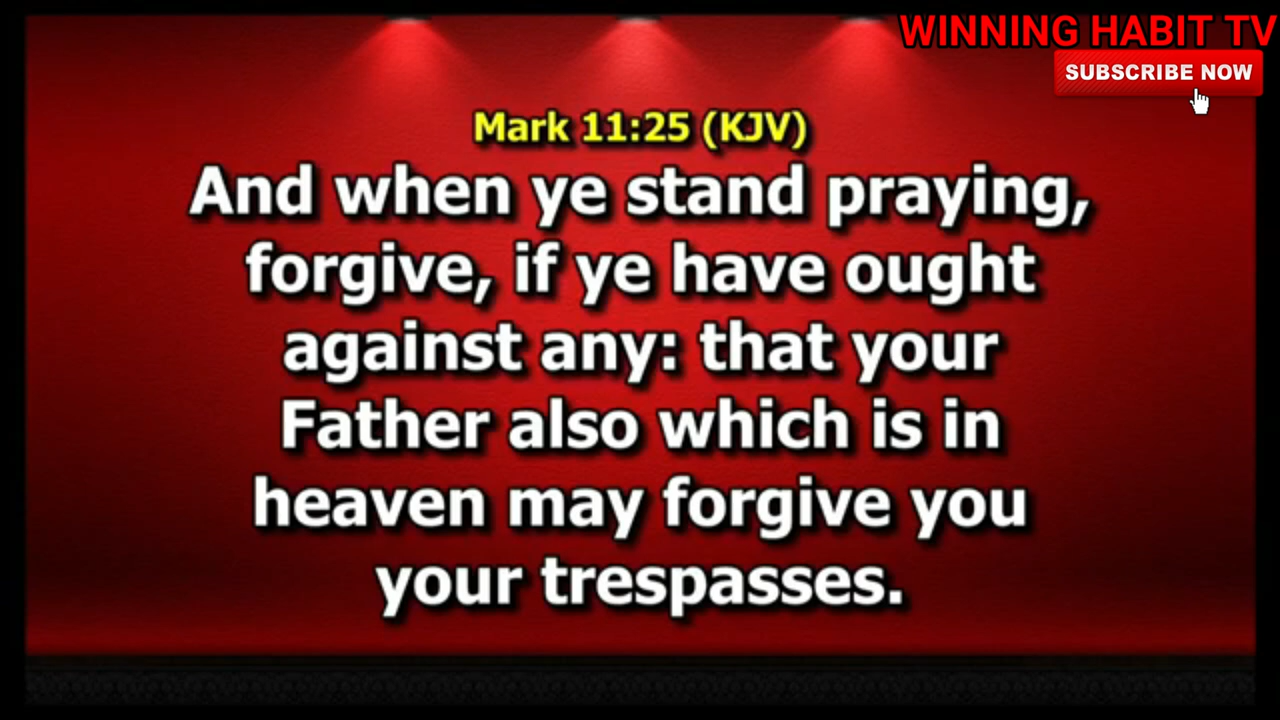 WINNING HABIT TV
SUBSCRIBE NOW
Mark 11:25 (KJV)
And when ye stand praying,
forgive, if ye have ought
against any: that your
Father also which is in
heaven may forgive you
your trespasses.